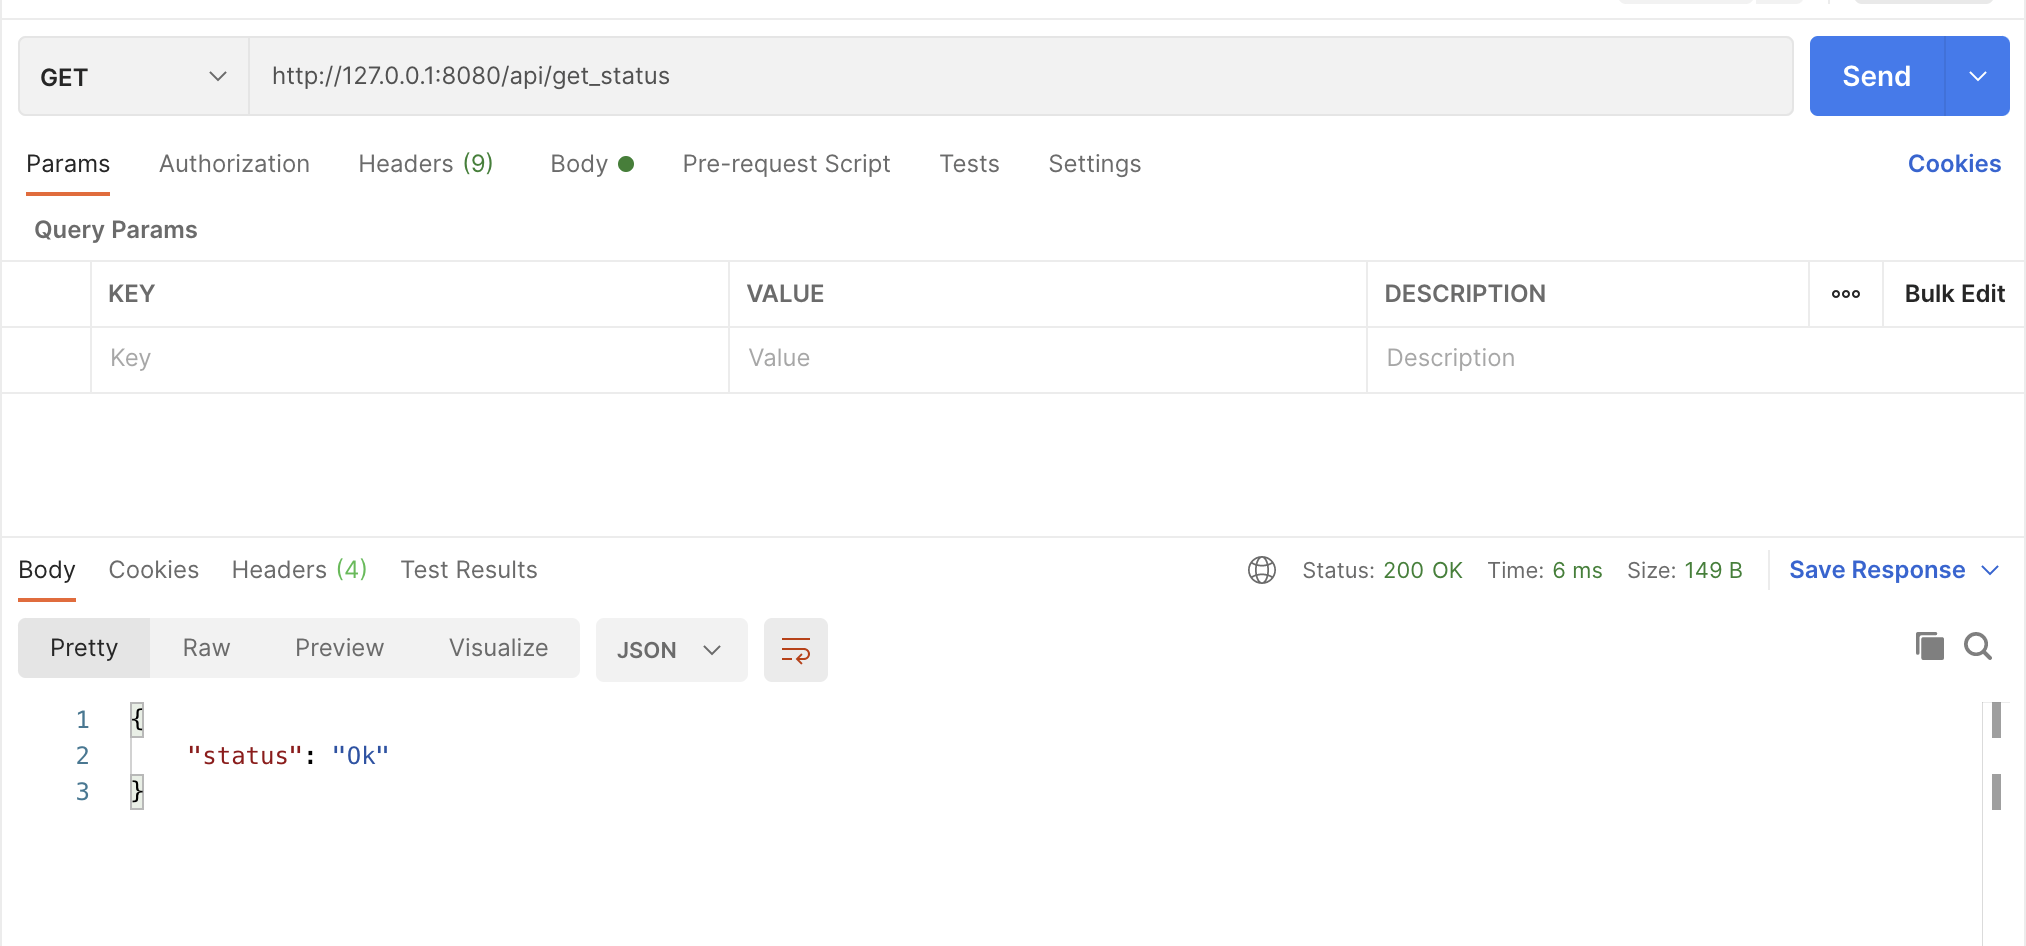 GET http://127.0.0.1:8080/api/get_status Send
Params Authorization Headers (9) Body Pre-request Script Tests Settings Cookies
Query Params
KEY VALUE DESCRIPTION Bulk Edit
Key Value Description
Body Cookies Headers (4) Test Results Status: 200 OK Time: 6 ms Size: 149 B Save Response
Pretty Raw Preview Visualize JSON
1 {
2 "status": "Ok"
3 }